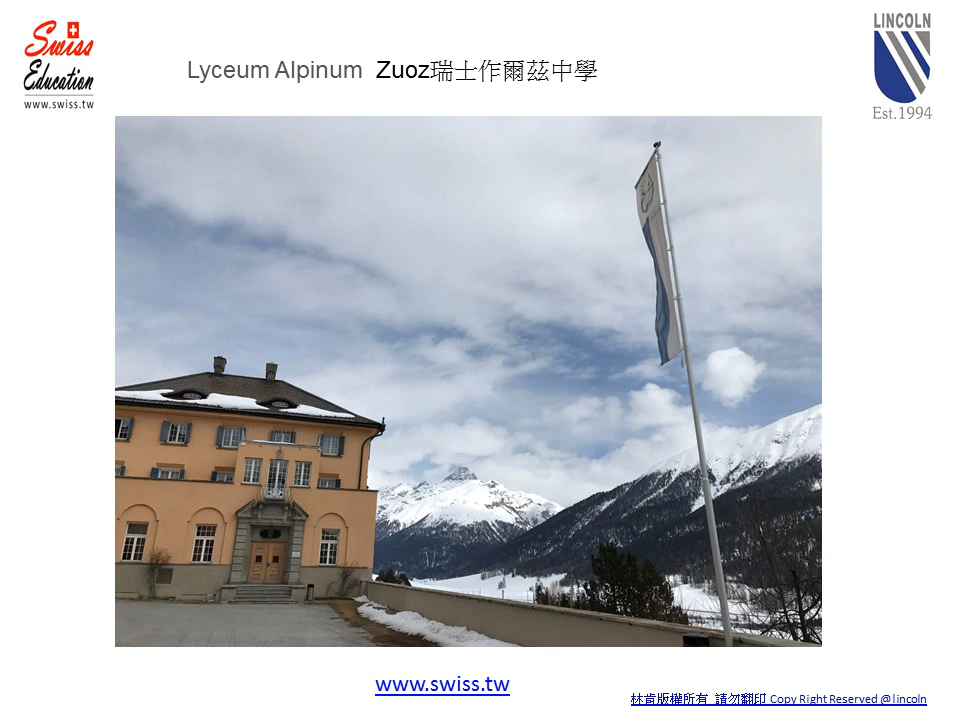 Swiss
Education
www.swiss.tw
Lyceum Alpinum  Zuoz瑞士作爾茲中學
LINCOLN
Est.1994
www.swiss.tw
林肯版權所有 請勿翻印 Copy Right Reserved @lincoln